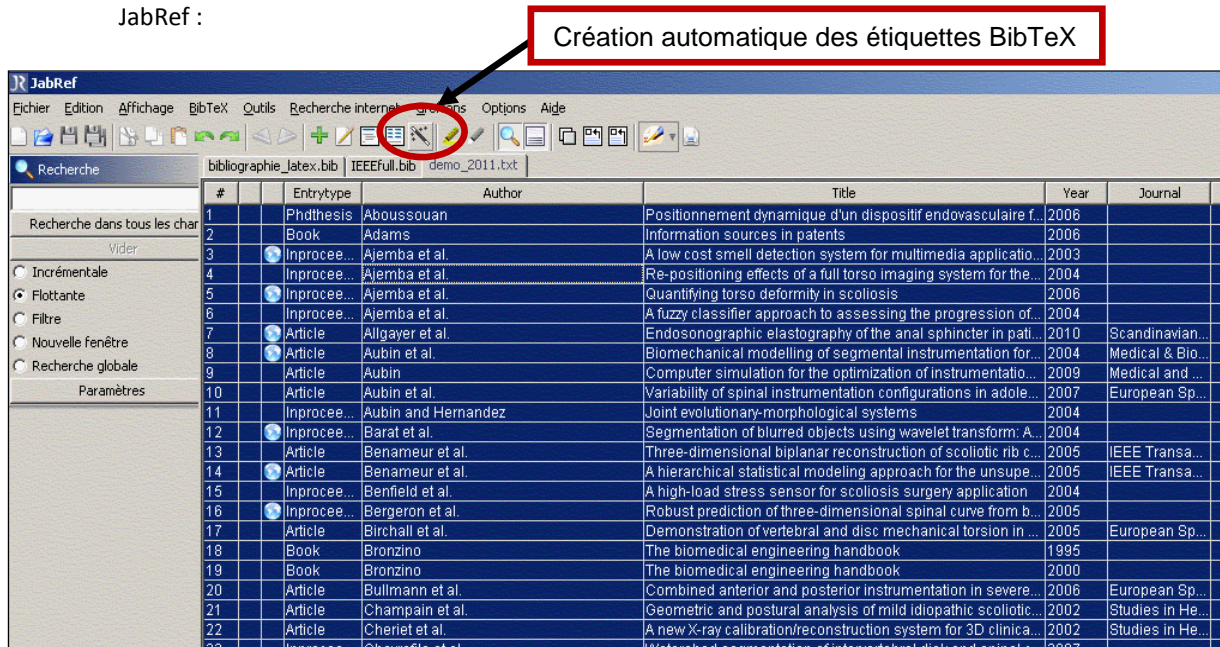 JabRef :
Création automatique des étiquettes BibTeX
JabRef
Fichier Edition Affichage BibTeX Outils Recherche internet Options Aide
Recherche
bibliographie_latex.bib IEEEfull.bib demo_2011.txt
# Entrytype Author Title Year Journal
Recherche dans tous les char
Vider
Incrémentale
Flottante
Filtre
Nouvelle fenêtre
Recherche globale
Paramètres
1 Phdthesis Aboussouan Positionnement dynamique d'un dispositif endovasculaire f... 2006
2 Book Adams Information sources in patents 2006
3 Inprocee... Ajemba et al. A low cost smell detection system for multimedia applicatio... 2003
4 Inprocee... Ajemba et al. Re-positioning effects of a full torso imaging system for the... 2004
5 Inprocee... Ajemba et al. Quantifying torso deformity in scoliosis 2006
6 Inprocee... Ajemba et al. A fuzzy classifier approach to assessing the progression of... 2004
7 Article Allgayer et al. Endosonographic elastography of the anal sphincter in pati... 2010 Scandinavian...
8 Article Aubin et al. Biomechanical modelling of segmental instrumentation for... 2004 Medical & Bio...
9 Article Aubin Computer simulation for the optimization of instrumentatio... 2009 Medical and ...
10 Article Aubin et al. Variability of spinal instrumentation configurations in adole... 2007 European Sp...
11 Inprocee... Aubin and Hernandez Joint evolutionary-morphological systems 2004
12 Inprocee... Barat et al. Segmentation of blurred objects using wavelet transform: A... 2004
13 Article Benameur et al. Three-dimensional biplanar reconstruction of scoliotic rib c... 2005 IEEE Transa...
14 Article Benameur et al. A hierarchical statistical modeling approach for the unsupe... 2005 IEEE Transa...
15 Inprocee... Benfield et al. A high-load stress sensor for scoliosis surgery application 2004
16 Inprocee... Bergeron et al. Robust prediction of three-dimensional spinal curve from b... 2005
17 Article Birchall et al. Demonstration of vertebral and disc mechanical torsion in ... 2005 European Sp...
18 Book Bronzino The biomedical engineering handbook 1995
19 Book Bronzino The biomedical engineering handbook 2000
20 Article Bullmann et al. Combined anterior and posterior instrumentation in severe... 2006 European Sp...
21 Article Champain et al. Geometric and postural analysis of mild idiopathic scoliotic... 2002 Studies in He...
22 Article Cheriet et al. A new X-ray calibration/reconstruction system for 3D clinica... 2002 Studies in He...